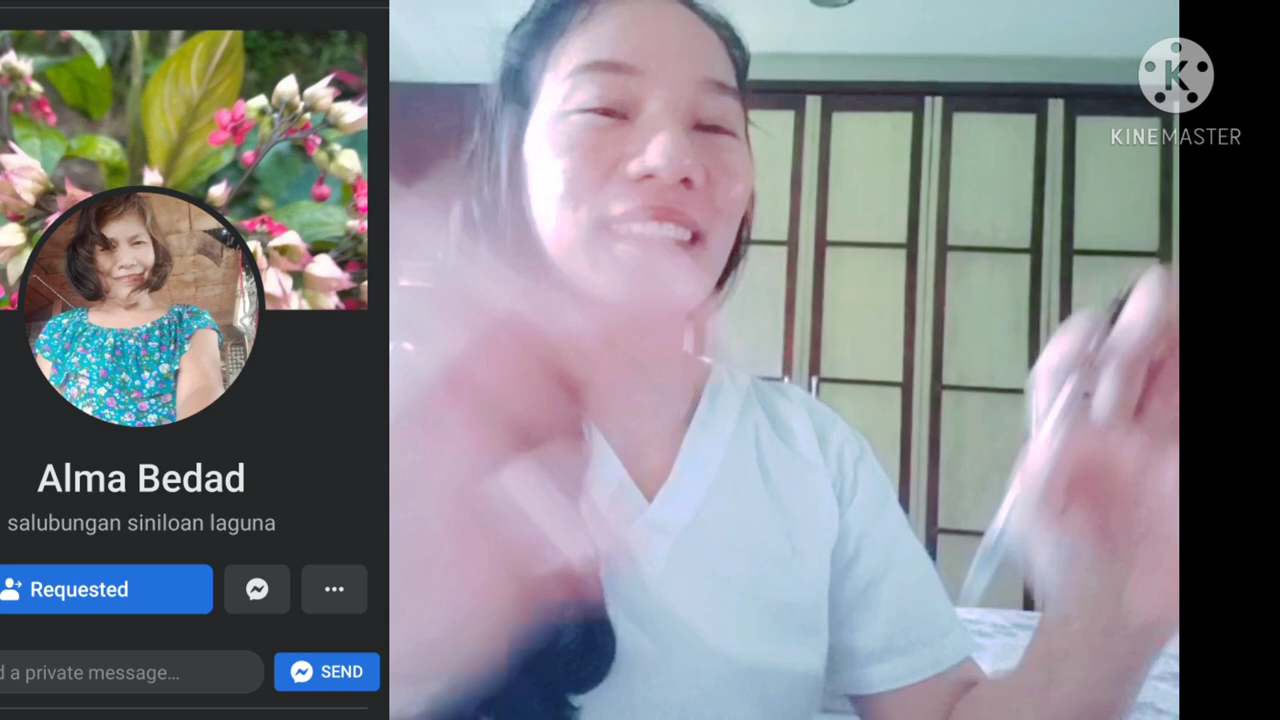 Alma Bedad
salubungan siniloan laguna
Requested
d a private message...
SEND
K
KINEMASTER